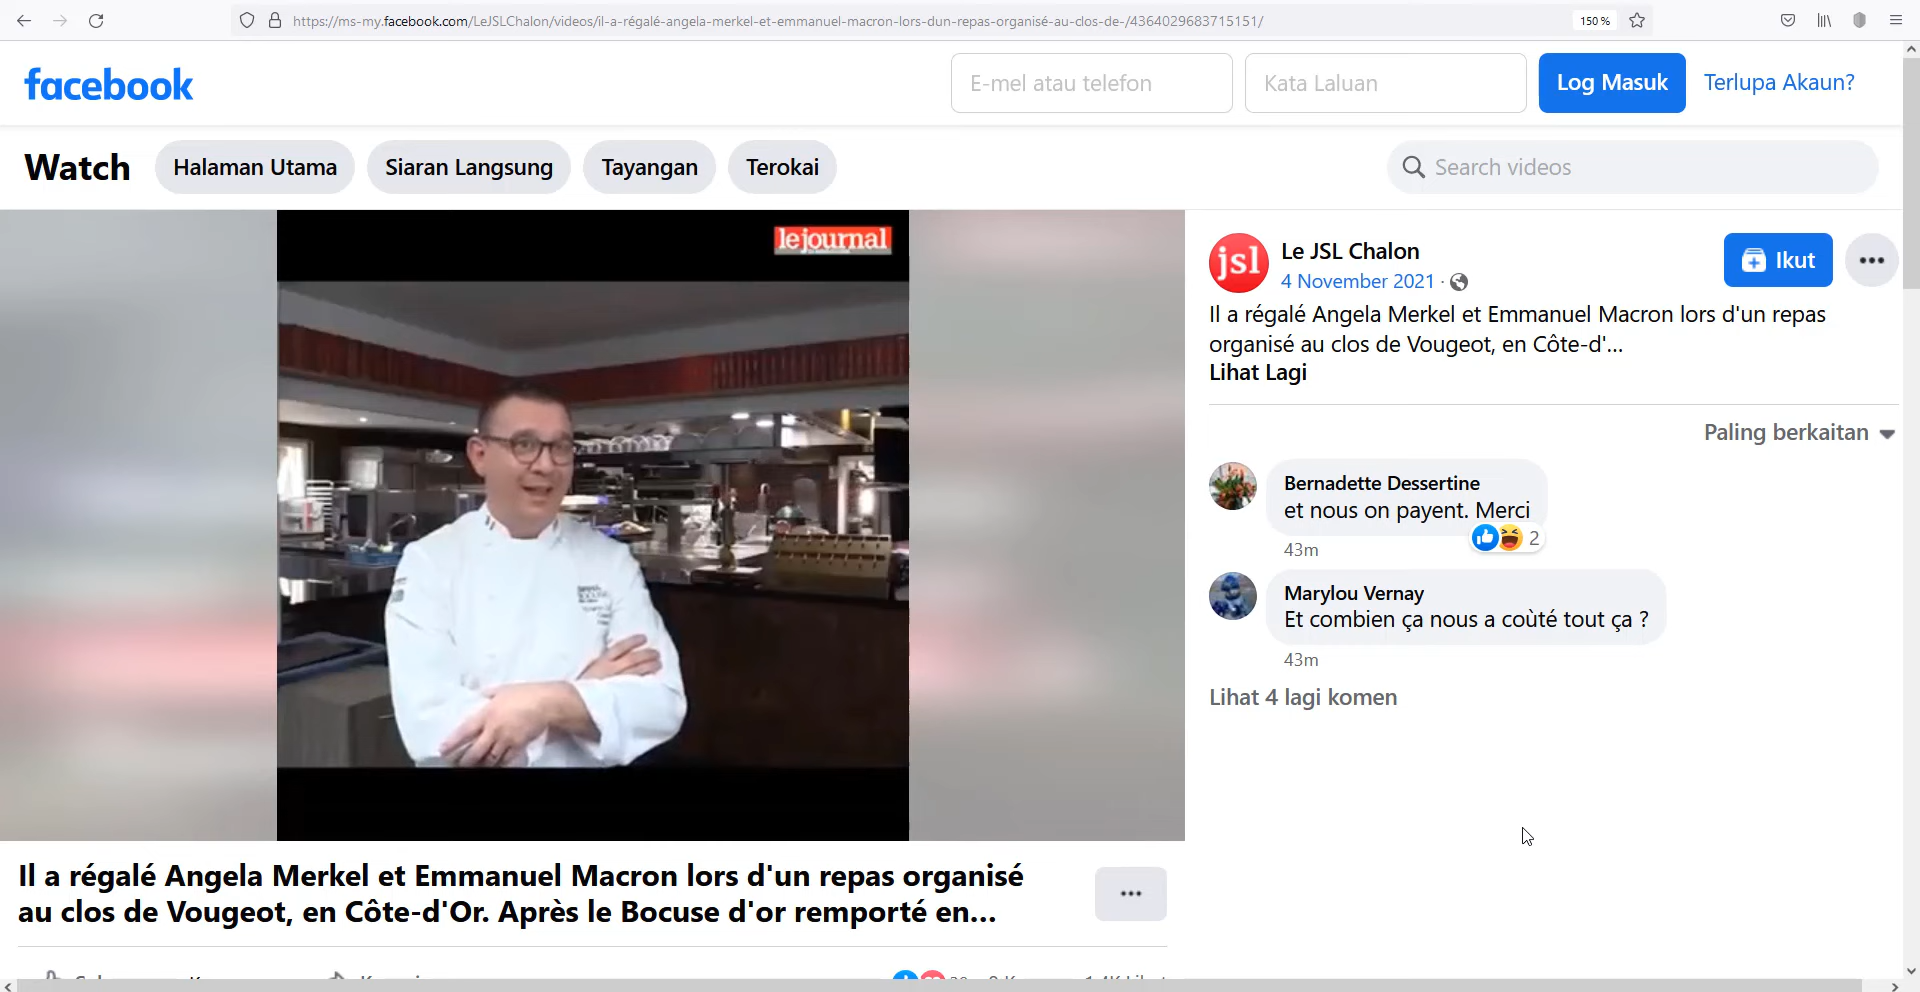 https://ms-my.facebook.com/LeJSLChalon/videos/il-a-régalé-angela-merkel-et-emmanuel-macron-lors-dun-repas-organisé-au-clos-de-/4364029683715151/
150 %
facebook
E-mel atau telefon
Kata Laluan
Log Masuk
Terlupa Akaun?
Watch
Halaman Utama
Siaran Langsung
Tayangan
Terokai
Search videos
le journal
jsl
Le JSL Chalon
4 November 2021 ·
Ikut
Il a régalé Angela Merkel et Emmanuel Macron lors d'un repas
organisé au clos de Vougeot, en Côte-d'...
Lihat Lagi
Paling berkaitan
Bernadette Dessertine
et nous on payent. Merci
2
43m
Marylou Vernay
Et combien ça nous a coùté tout ça ?
43m
Lihat 4 lagi komen
Il a régalé Angela Merkel et Emmanuel Macron lors d'un repas organisé
au clos de Vougeot, en Côte-d'Or. Après le Bocuse d'or remporté en...